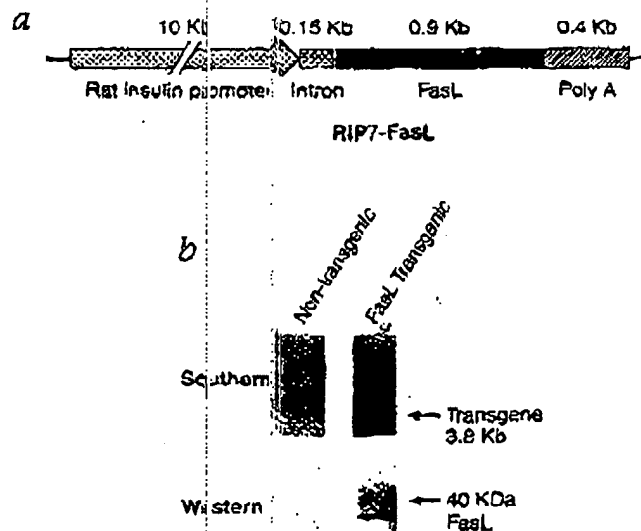 a
10 Kb 0.15 Kb 0.9 Kb 0.4 Kb
Rat insulin promoter Intron FasL Poly A
RIP7-FasL
b
Non-transgenic
FasL Transgenic
Southern
Transgene
3.8 Kb
Western
40 KDa
FasL